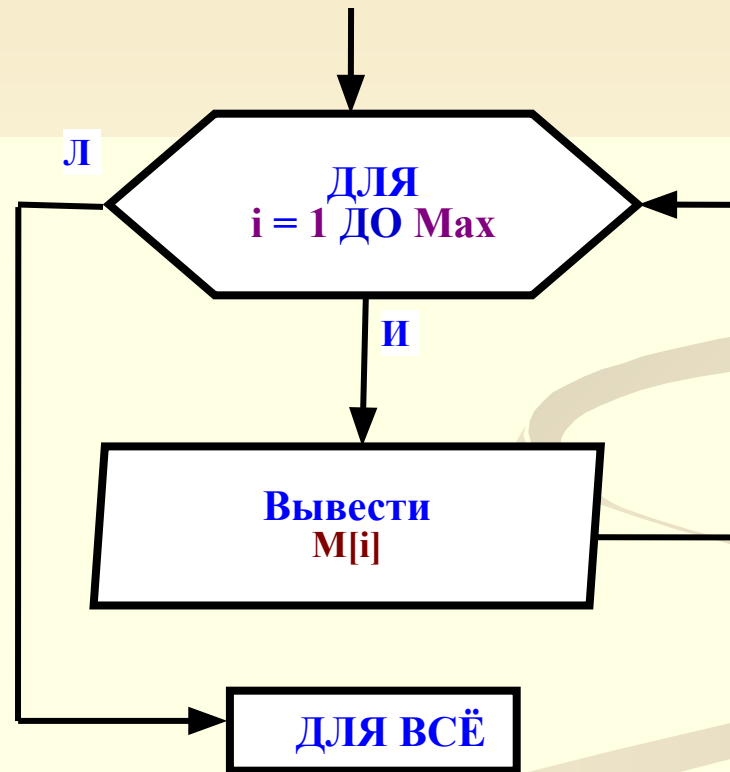 Л
ДЛЯ
i = 1 ДО Max
И
Вывести
M[i]
ДЛЯ ВСЁ